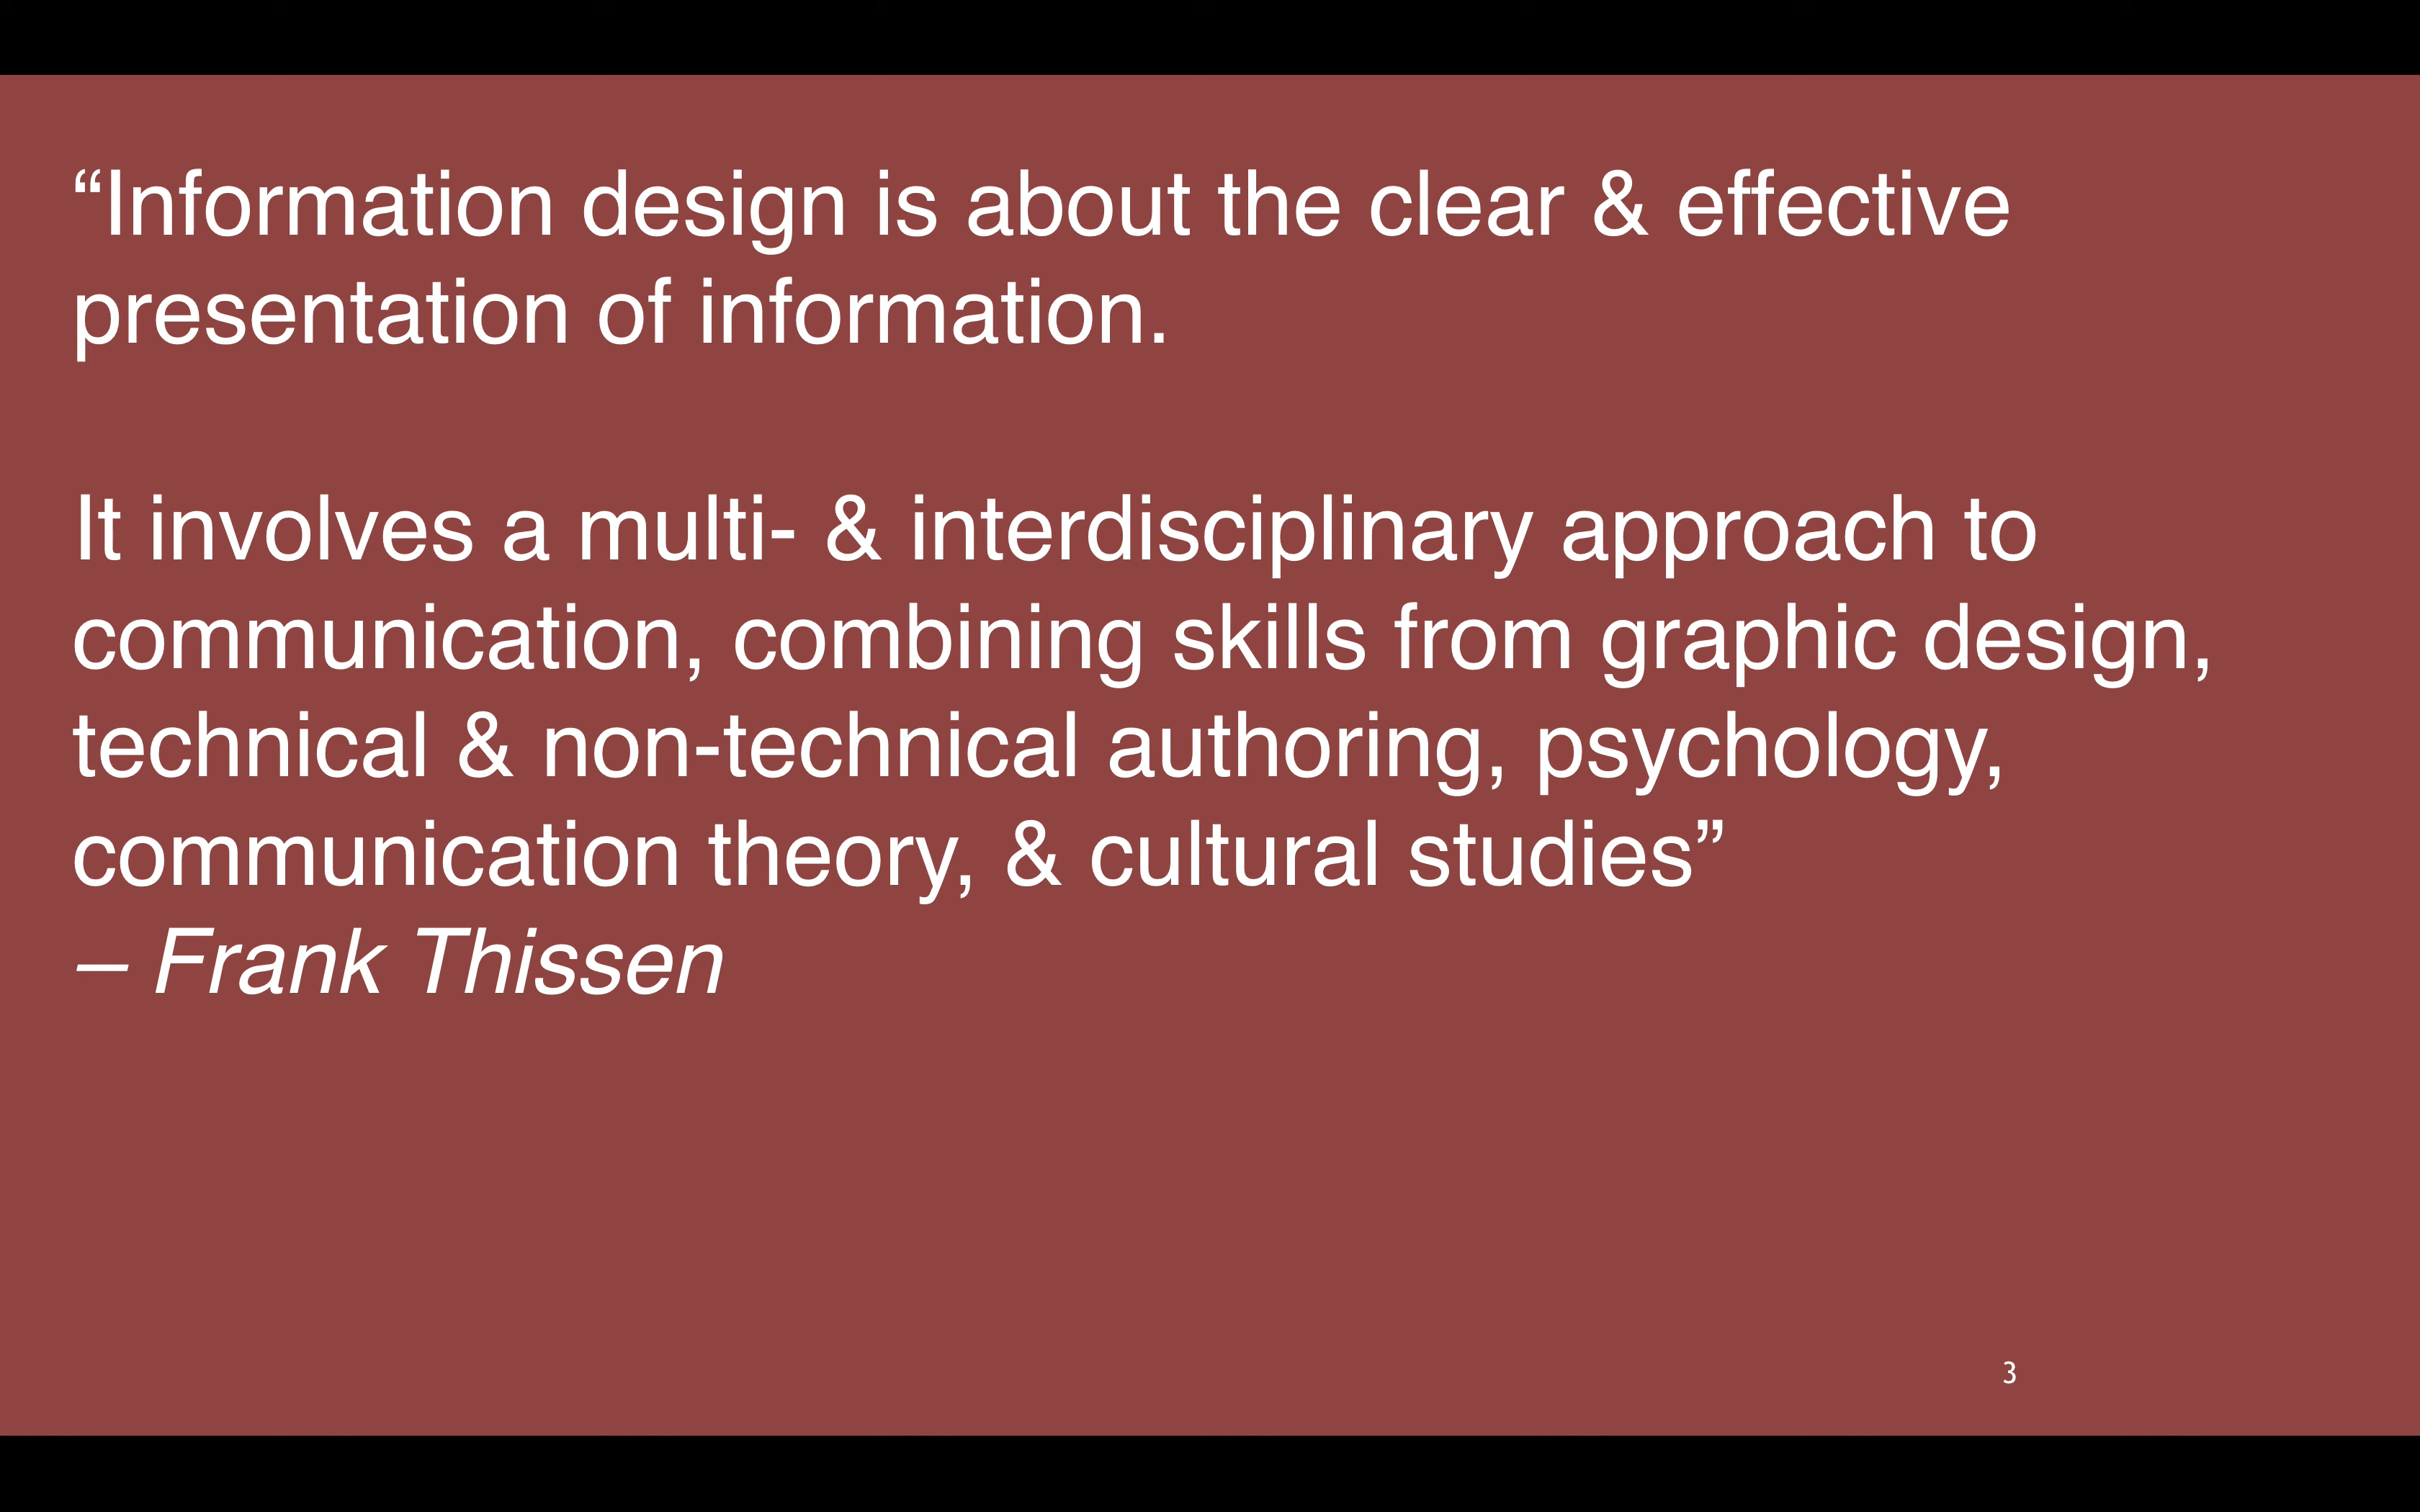 “Information design is about the clear & effective
presentation of information.
It involves a multi- & interdisciplinary approach to
communication, combining skills from graphic design,
technical & non-technical authoring, psychology,
communication theory, & cultural studies”
— Frank Thissen
3